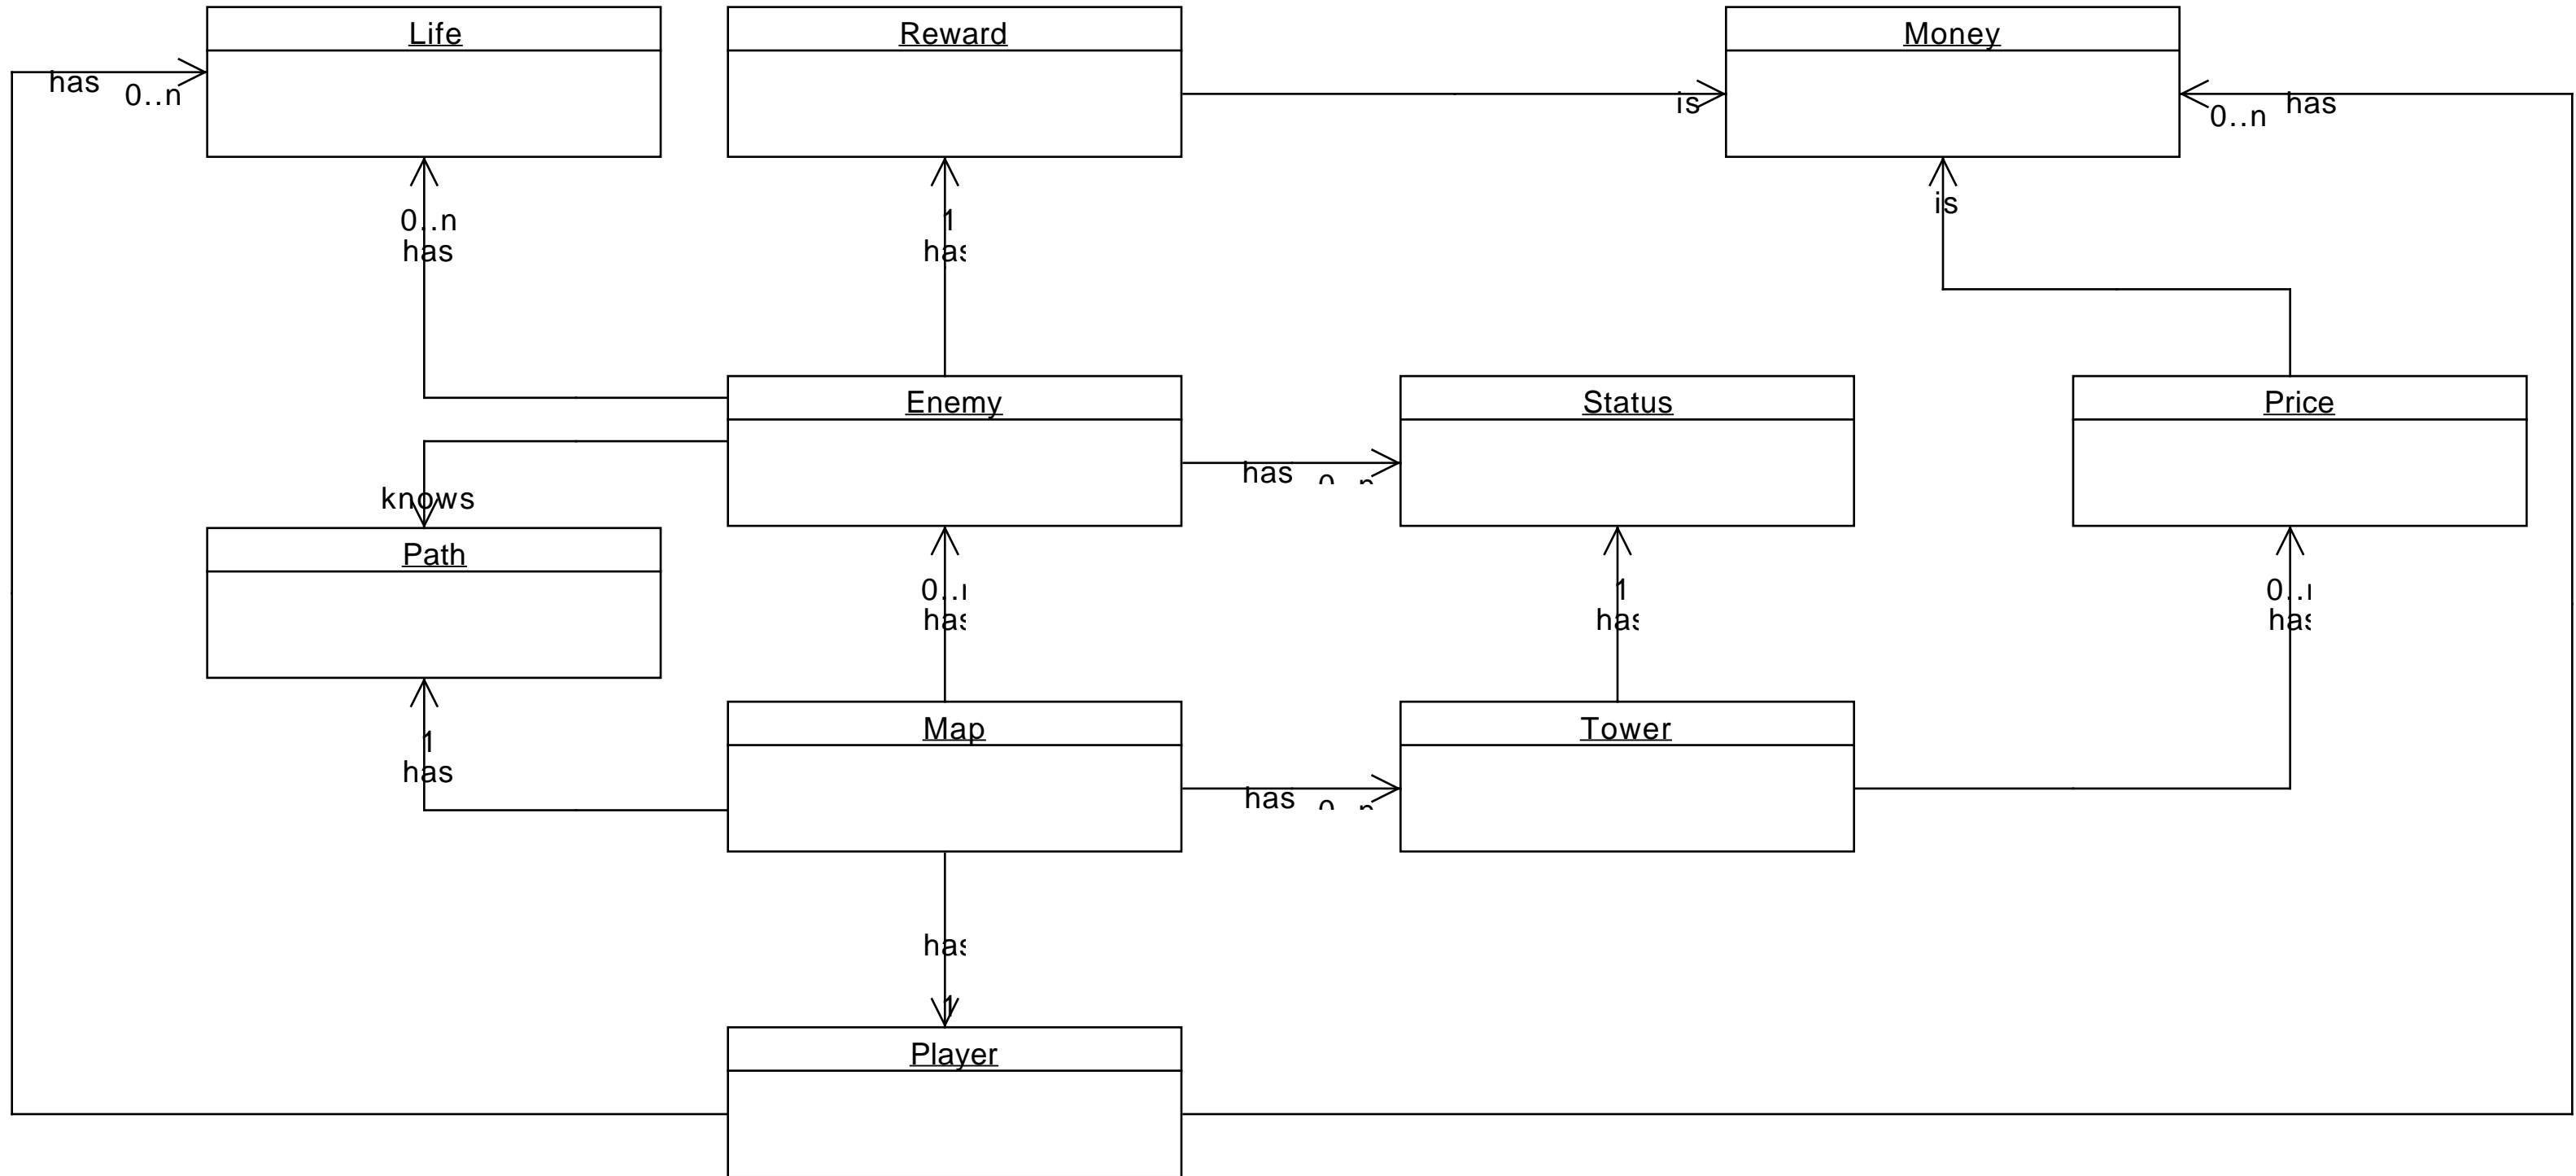 Life
Reward
Money
has
0..n
is
0..n
has
0..n
has
1
has
is
Enemy
Status
Price
has
knows
Path
0..
has
1
has
0..
has
Map
Tower
1
has
has
has
1
Player